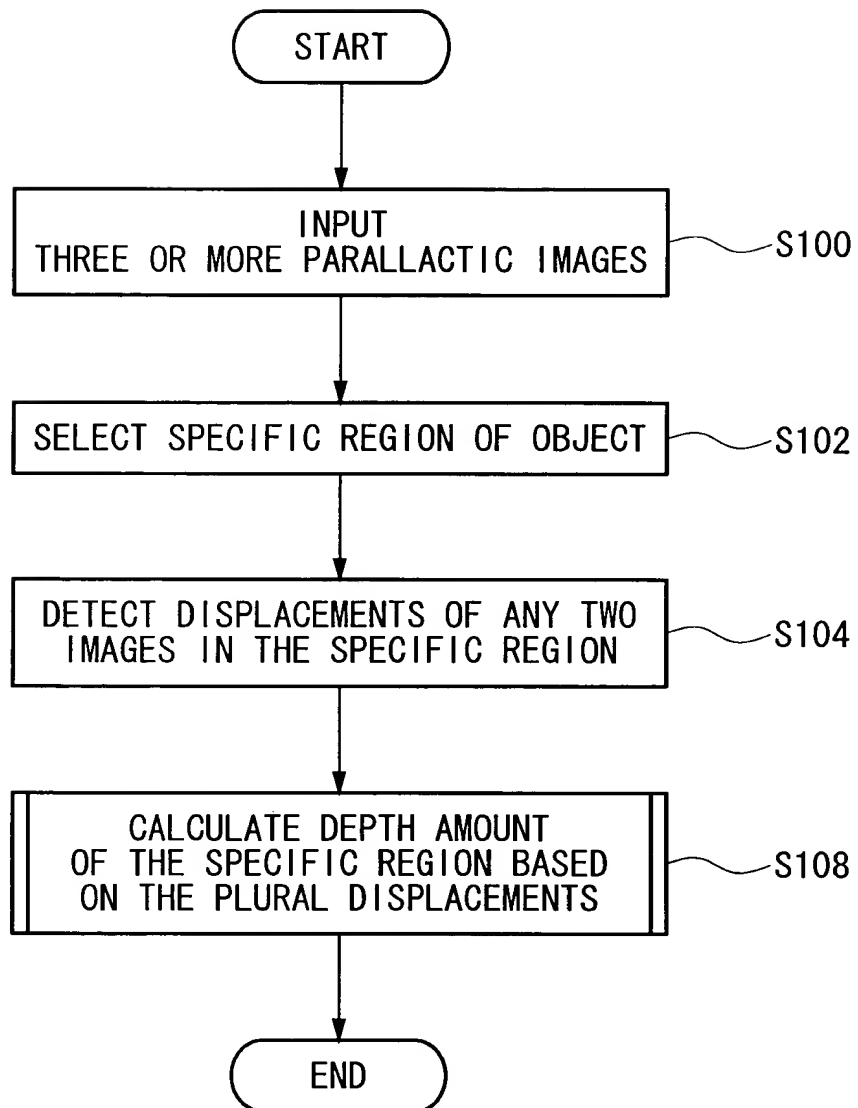 START
INPUT
THREE OR MORE PARALLACTIC IMAGES
S100
SELECT SPECIFIC REGION OF OBJECT
S102
DETECT DISPLACEMENTS OF ANY TWO
IMAGES IN THE SPECIFIC REGION
S104
CALCULATE DEPTH AMOUNT
OF THE SPECIFIC REGION BASED
ON THE PLURAL DISPLACEMENTS
S108
END